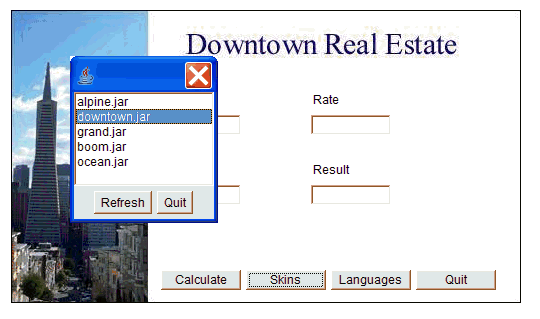 Downtown Real Estate
Rate
alpine.jar
downtown.jar
grand.jar
boom.jar
ocean.jar
Result
Refresh
Quit
Calculate
Skins
Languages
Quit